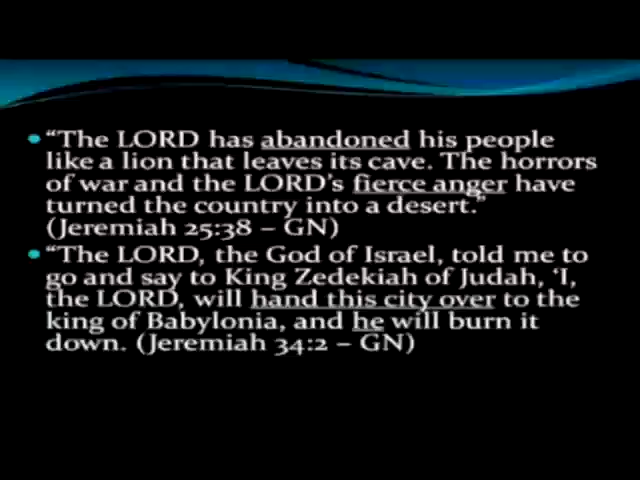 “The LORD has abandoned his people
like a lion that leaves its cave. The horrors
of war and the LORD’s fierce anger have
turned the country into a desert.”
(Jeremiah 25:38 – GN)
“The LORD, the God of Israel, told me to
go and say to King Zedekiah of Judah, ‘I,
the LORD, will hand this city over to the
king of Babylonia, and he will burn it
down. (Jeremiah 34:2 – GN)